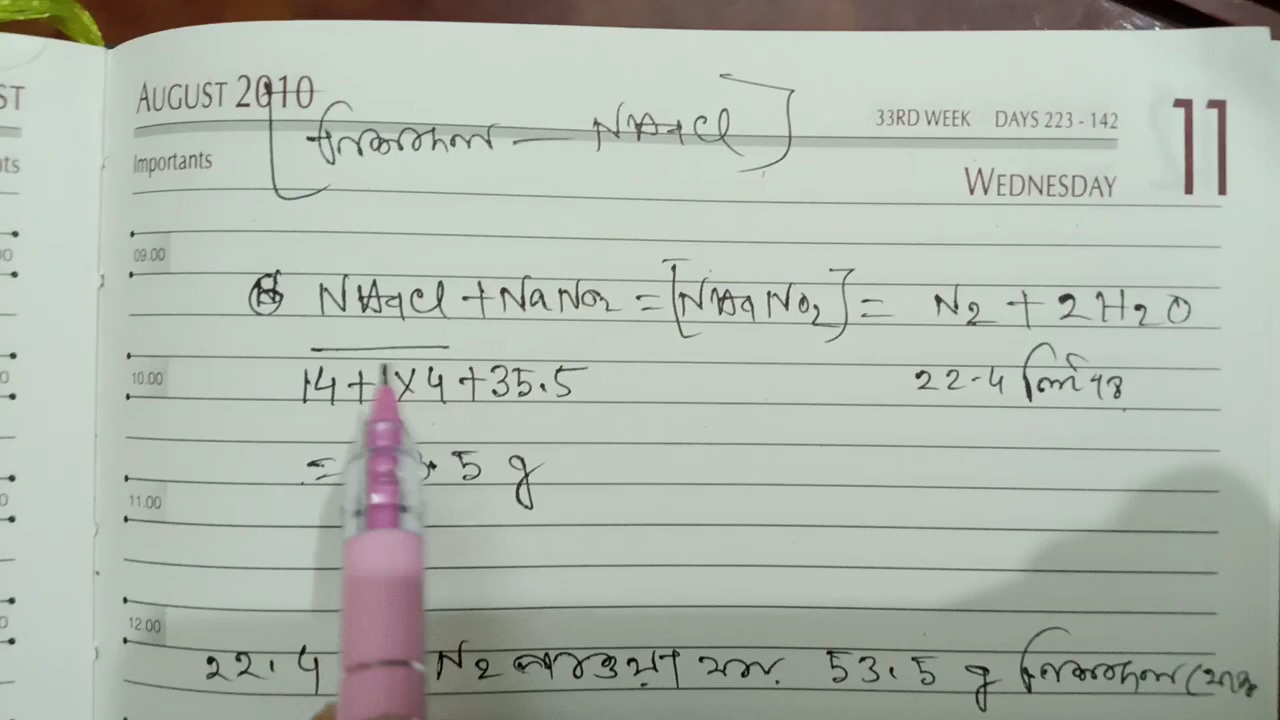 ST
AUGUST 2010
33RD WEEK DAYS 223 - 142
11
Importants
[নিশাদল — NH4Cl]
WEDNESDAY
09.00
NH4Cl + NaNO2 = [NH4NO2] = N2 + 2H2O
10.00
14 + 1x4 + 35.5
22.4 লিটার
= .5 g
11.00
12.00
22.4 N2 পাওয়া যায় 53.5 g নিশাদল